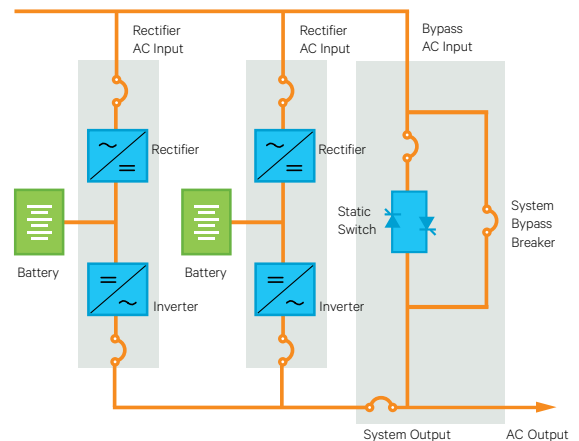 Rectifier
AC Input
Rectifier
AC Input
Bypass
AC Input
Rectifier
Rectifier
Static
Switch
System
Bypass
Breaker
Battery
Battery
Inverter
Inverter
System Output
AC Output